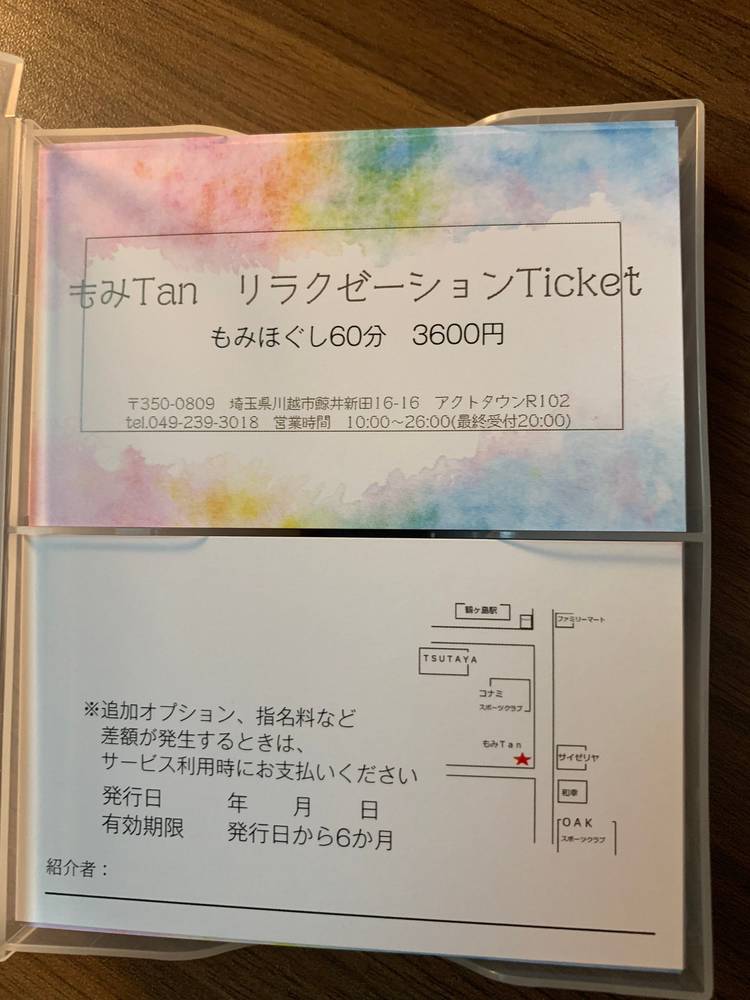 もみTan　リラクゼーションTicket
もみほぐし60分　3600円
〒350-0809　埼玉県川越市鯨井新田16-16　アクトタウンR102
tel.049-239-3018　営業時間　10:00～26:00(最終受付20:00)
鶴ヶ島駅
ファミリーマート
TSUTAYA
コナミ
スポーツクラブ
もみTan
サイゼリヤ
和幸
OAK
スポーツクラブ
※追加オプション、指名料など
差額が発生するときは、
サービス利用時にお支払いください
発行日　　　年　　月　　日
有効期限　　発行日から6か月
紹介者：